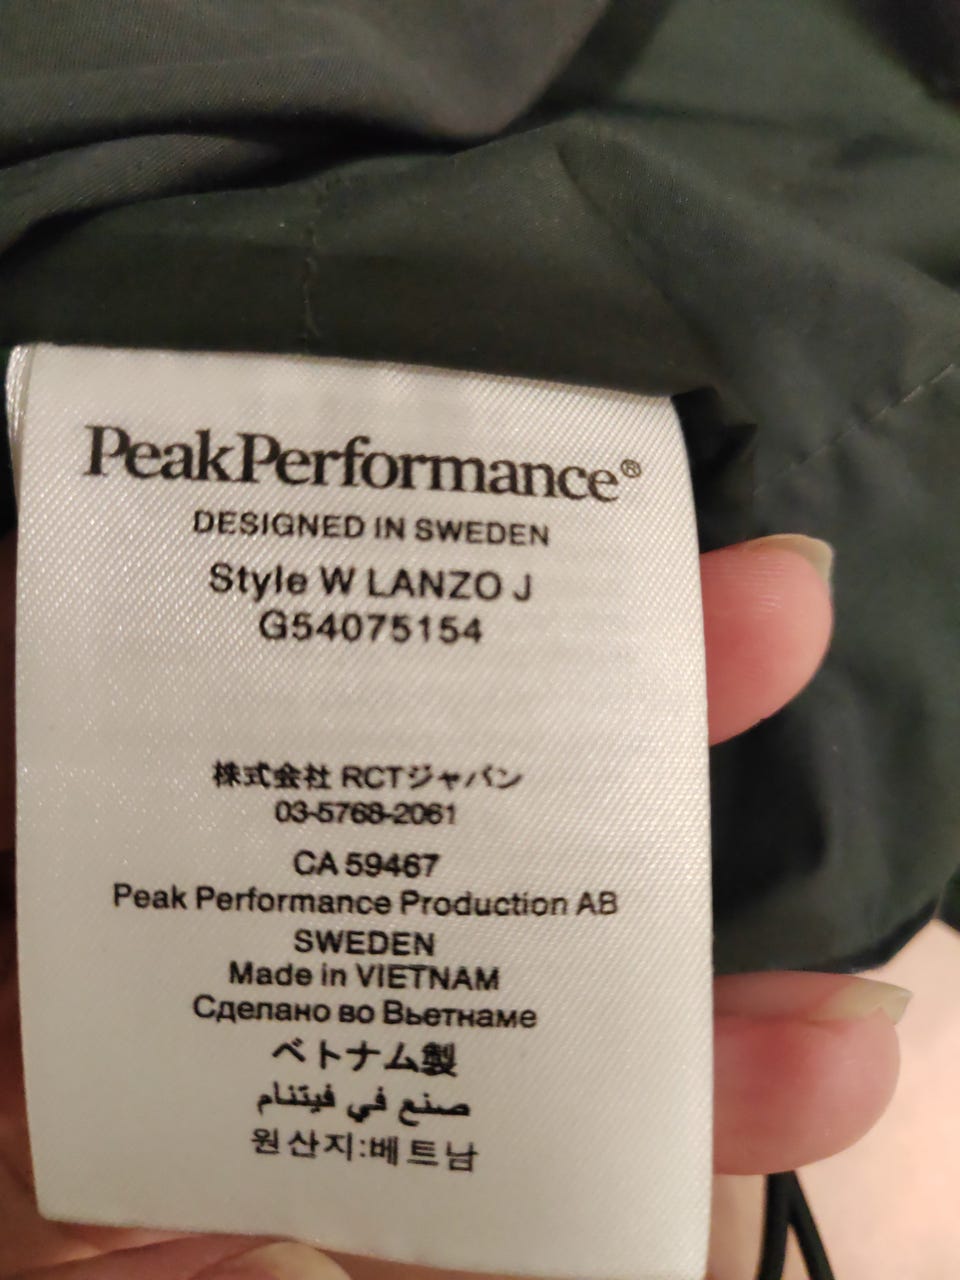 PeakPerformance®
DESIGNED IN SWEDEN
Style W LANZO J
G54075154
株式会社 RCTジャパン
03-5768-2061
CA 59467
Peak Performance Production AB
SWEDEN
Made in VIETNAM
Сделано во Вьетнаме
ベトナム製
صنع في فيتنام
원산지:베트남